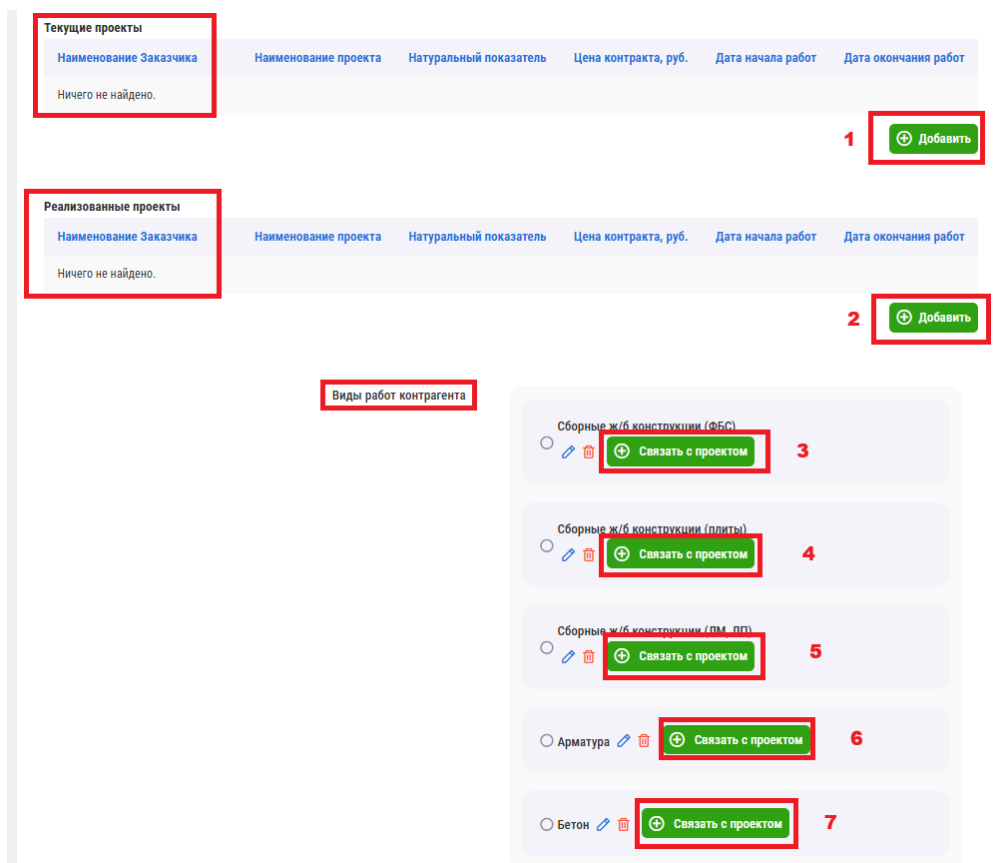 Текущие проекты
Наименование Заказчика Наименование проекта Натуральный показатель Цена контракта, руб. Дата начала работ Дата окончания работ
Ничего не найдено.
1 Добавить
Реализованные проекты
Наименование Заказчика Наименование проекта Натуральный показатель Цена контракта, руб. Дата начала работ Дата окончания работ
Ничего не найдено.
2 Добавить
Виды работ контрагента
Сборные ж/б конструкции (ФБС)
Связать с проектом 3
Сборные ж/б конструкции (плиты)
Связать с проектом 4
Сборные ж/б конструкции (ЛМ, ЛП)
Связать с проектом 5
Арматура Связать с проектом 6
Бетон Связать с проектом 7